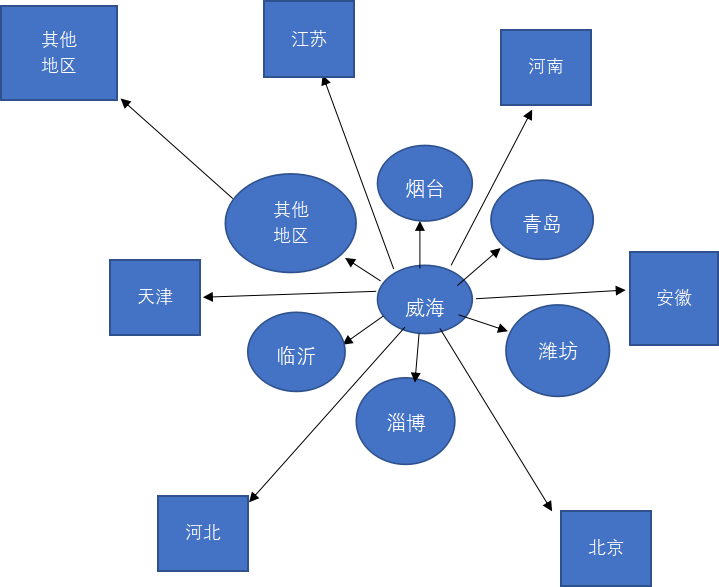 其他
地区
江苏
河南
烟台
青岛
其他
地区
天津
威海
安徽
临沂
潍坊
淄博
河北
北京